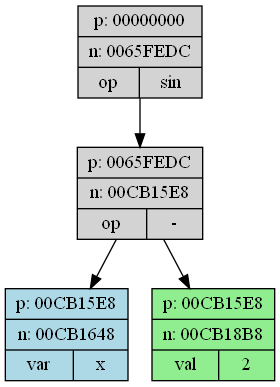 p: 00000000
n: 0065FEDC
op sin
p: 0065FEDC
n: 00CB15E8
op -
p: 00CB15E8
n: 00CB1648
var x
p: 00CB15E8
n: 00CB18B8
val 2